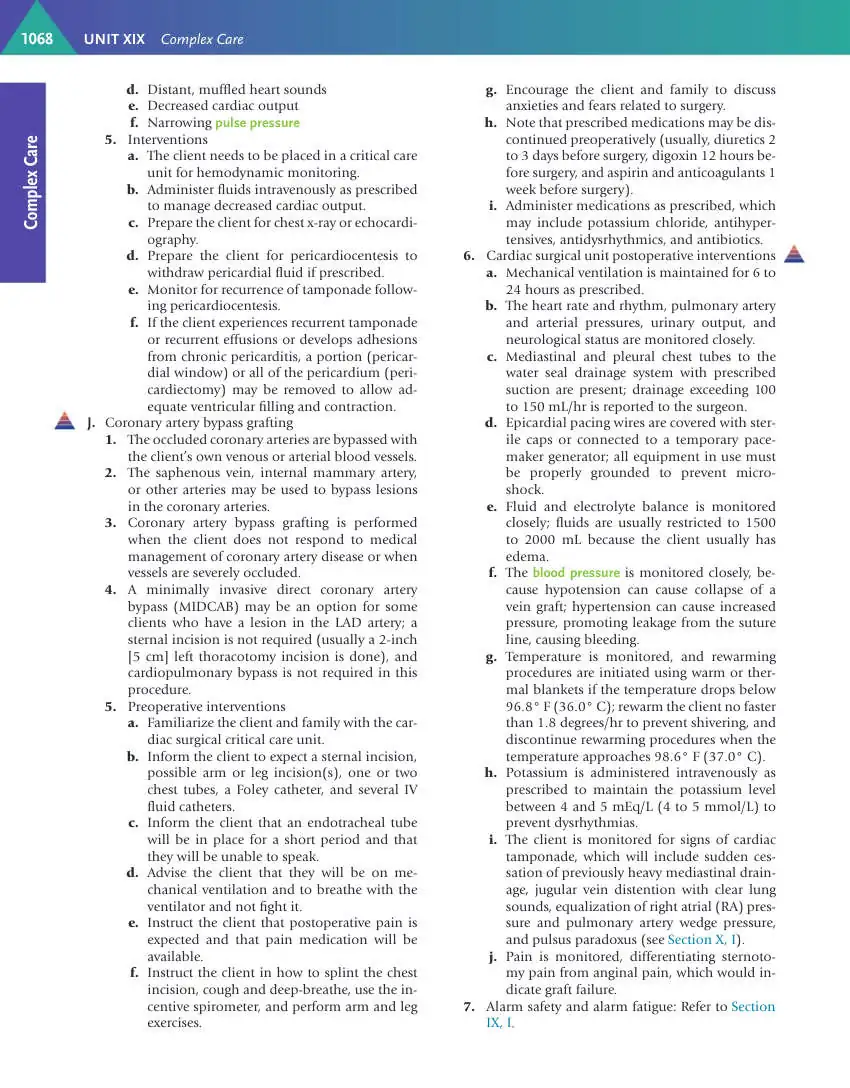 1068
UNIT XIX Complex Care
Complex Care
d. Distant, muffled heart sounds
e. Decreased cardiac output
f. Narrowing pulse pressure
5. Interventions
a. The client needs to be placed in a critical care
unit for hemodynamic monitoring.
b. Administer fluids intravenously as prescribed
to manage decreased cardiac output.
c. Prepare the client for chest x-ray or echocardi-
ography.
d. Prepare the client for pericardiocentesis to
withdraw pericardial fluid if prescribed.
e. Monitor for recurrence of tamponade follow-
ing pericardiocentesis.
f. If the client experiences recurrent tamponade
or recurrent effusions or develops adhesions
from chronic pericarditis, a portion (pericar-
dial window) or all of the pericardium (peri-
cardiectomy) may be removed to allow ad-
equate ventricular filling and contraction.
J. Coronary artery bypass grafting
1. The occluded coronary arteries are bypassed with
the client's own venous or arterial blood vessels.
2. The saphenous vein, internal mammary artery,
or other arteries may be used to bypass lesions
in the coronary arteries.
3. Coronary artery bypass grafting is performed
when the client does not respond to medical
management of coronary artery disease or when
vessels are severely occluded.
4. A minimally invasive direct coronary artery
bypass (MIDCAB) may be an option for some
clients who have a lesion in the LAD artery; a
sternal incision is not required (usually a 2-inch
[5 cm] left thoracotomy incision is done), and
cardiopulmonary bypass is not required in this
procedure.
5. Preoperative interventions
a. Familiarize the client and family with the car-
diac surgical critical care unit.
b. Inform the client to expect a sternal incision,
possible arm or leg incision(s), one or two
chest tubes, a Foley catheter, and several IV
fluid catheters.
c. Inform the client that an endotracheal tube
will be in place for a short period and that
they will be unable to speak.
d. Advise the client that they will be on me-
chanical ventilation and to breathe with the
ventilator and not fight it.
e. Instruct the client that postoperative pain is
expected and that pain medication will be
available.
f. Instruct the client in how to splint the chest
incision, cough and deep-breathe, use the in-
centive spirometer, and perform arm and leg
exercises.
g. Encourage the client and family to discuss
anxieties and fears related to surgery.
h. Note that prescribed medications may be dis-
continued preoperatively (usually, diuretics 2
to 3 days before surgery, digoxin 12 hours be-
fore surgery, and aspirin and anticoagulants 1
week before surgery).
i. Administer medications as prescribed, which
may include potassium chloride, antihyper-
tensives, antidysrhythmics, and antibiotics.
6. Cardiac surgical unit postoperative interventions
a. Mechanical ventilation is maintained for 6 to
24 hours as prescribed.
b. The heart rate and rhythm, pulmonary artery
and arterial pressures, urinary output, and
neurological status are monitored closely.
c. Mediastinal and pleural chest tubes to the
water seal drainage system with prescribed
suction are present; drainage exceeding 100
to 150 mL/hr is reported to the surgeon.
d. Epicardial pacing wires are covered with ster-
ile caps or connected to a temporary pace-
maker generator; all equipment in use must
be properly grounded to prevent micro-
shock.
e. Fluid and electrolyte balance is monitored
closely; fluids are usually restricted to 1500
to 2000 mL because the client usually has
edema.
f. The blood pressure is monitored closely, be-
cause hypotension can cause collapse of a
vein graft; hypertension can cause increased
pressure, promoting leakage from the suture
line, causing bleeding.
g. Temperature is monitored, and rewarming
procedures are initiated using warm or ther-
mal blankets if the temperature drops below
96.8° F (36.0° C); rewarm the client no faster
than 1.8 degrees/hr to prevent shivering, and
discontinue rewarming procedures when the
temperature approaches 98.6° F (37.0° C).
h. Potassium is administered intravenously as
prescribed to maintain the potassium level
between 4 and 5 mEq/L (4 to 5 mmol/L) to
prevent dysrhythmias.
i. The client is monitored for signs of cardiac
tamponade, which will include sudden ces-
sation of previously heavy mediastinal drain-
age, jugular vein distention with clear lung
sounds, equalization of right atrial (RA) pres-
sure and pulmonary artery wedge pressure,
and pulsus paradoxus (see Section X, I).
j. Pain is monitored, differentiating sternoto-
my pain from anginal pain, which would in-
dicate graft failure.
7. Alarm safety and alarm fatigue: Refer to Section
IX, I.